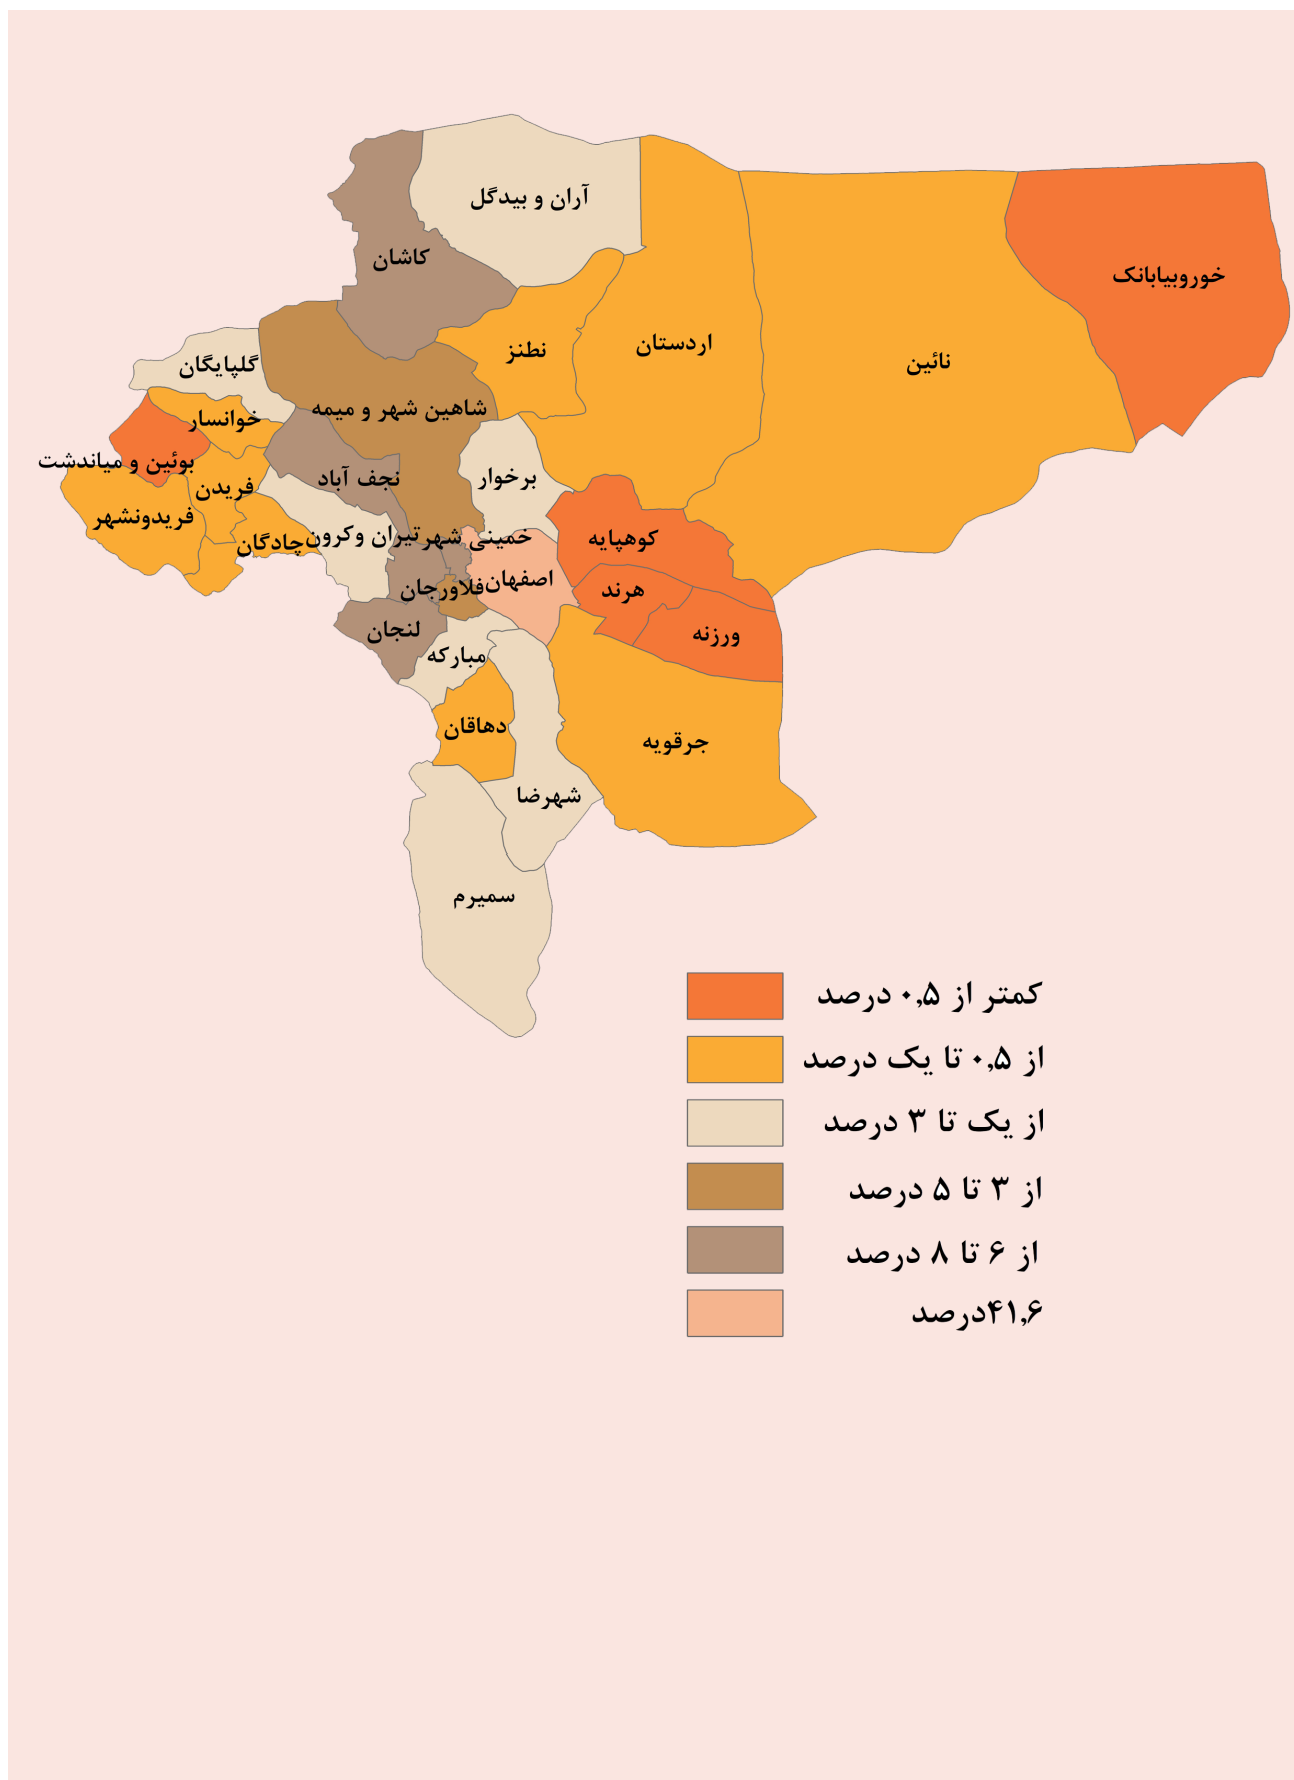 آران و بیدگل
کاشان
خوروبیابانک
نطنز
اردستان
نائین
گلپایگان
خوانسار
شاهین شهر و میمه
بوئین و میاندشت
نجف آباد
برخوار
فریدن
فریدونشهر
چادگان
تیران وکرون
خمینی شهر
کوهپایه
فلاورجان
اصفهان
هرند
لنجان
ورزنه
مبارکه
دهاقان
جرقویه
شهرضا
سمیرم
کمتر از ۰,۵ درصد
از ۰,۵ تا یک درصد
از یک تا ۳ درصد
از ۳ تا ۵ درصد
از ۶ تا ۸ درصد
۴۱,۶درصد